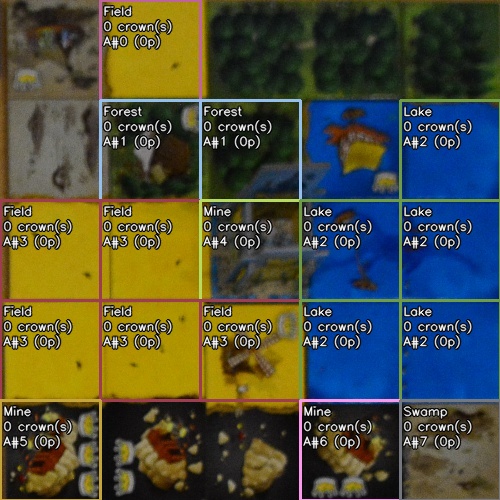 Field
0 crown(s)
A#0 (0p)
Forest
0 crown(s)
A#1 (0p)
Forest
0 crown(s)
A#1 (0p)
Lake
0 crown(s)
A#2 (0p)
Field
0 crown(s)
A#3 (0p)
Field
0 crown(s)
A#3 (0p)
Mine
0 crown(s)
A#4 (0p)
Lake
0 crown(s)
A#2 (0p)
Lake
0 crown(s)
A#2 (0p)
Field
0 crown(s)
A#3 (0p)
Field
0 crown(s)
A#3 (0p)
Field
0 crown(s)
A#3 (0p)
Lake
0 crown(s)
A#2 (0p)
Lake
0 crown(s)
A#2 (0p)
Mine
0 crown(s)
A#5 (0p)
Mine
0 crown(s)
A#6 (0p)
Swamp
0 crown(s)
A#7 (0p)